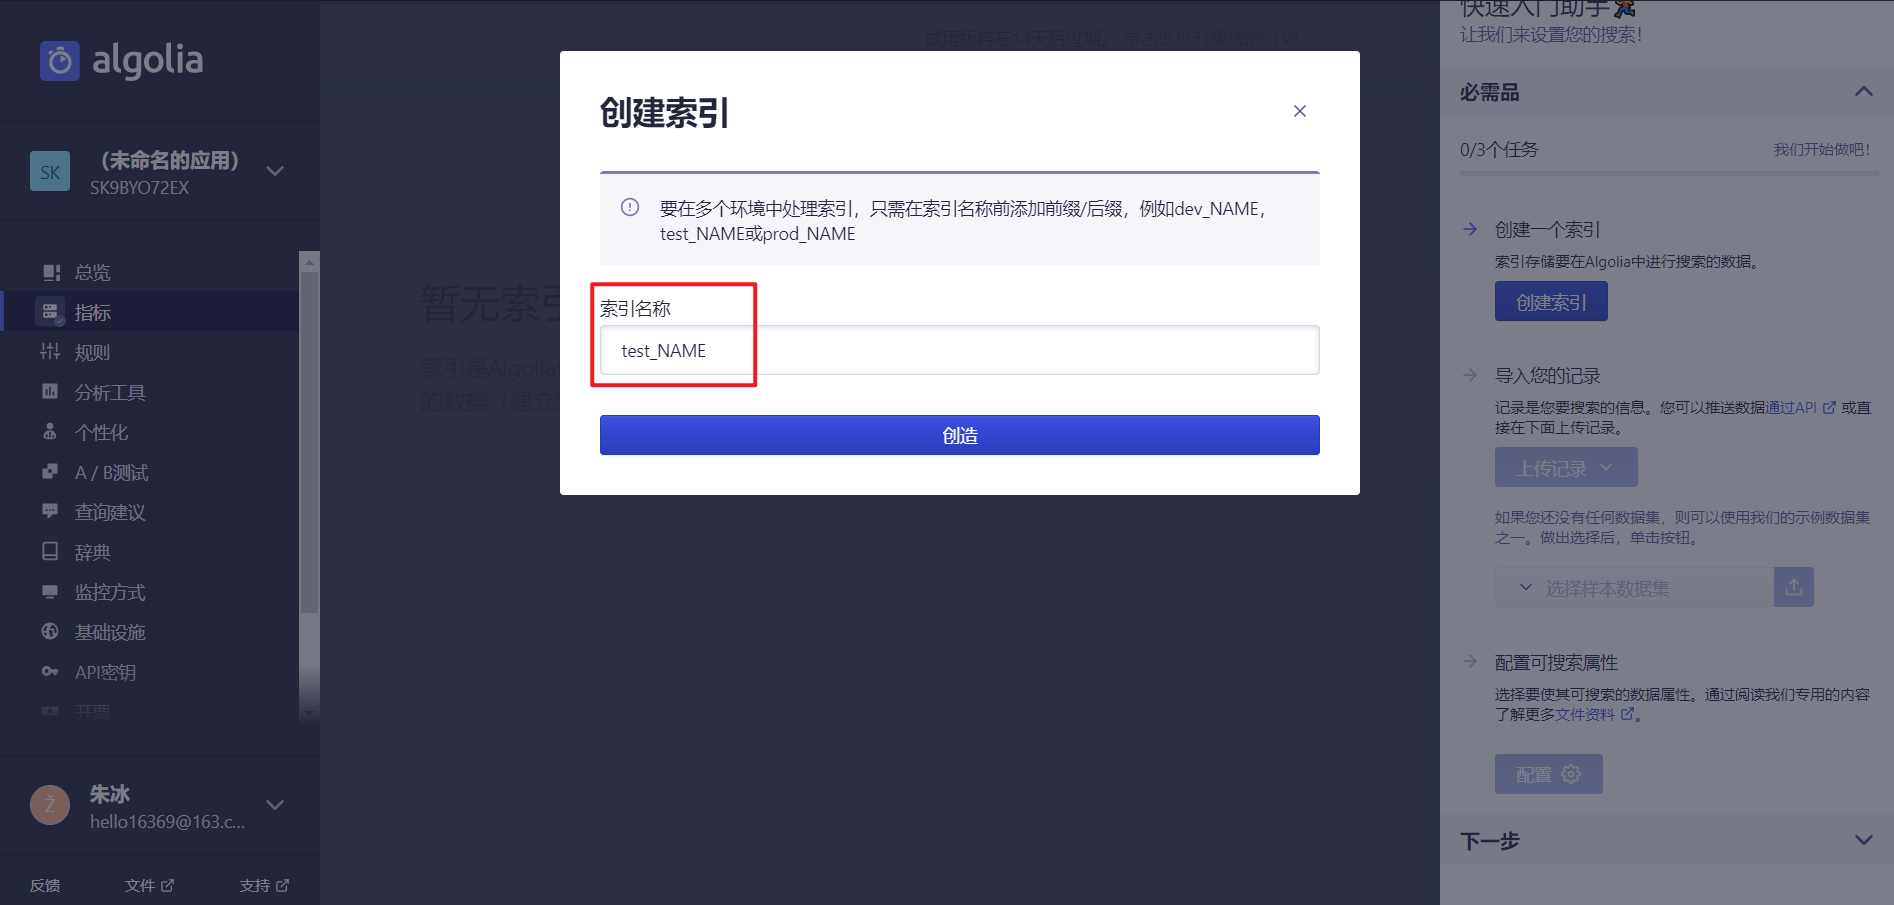 algolia
SK
（未命名的应用）
SK9BYO72EX
总览
指标
规则
分析工具
个性化
A / B测试
查询建议
辞典
监控方式
基础设施
API密钥
开票
Ž
朱冰
hello16369@163.c...
反馈
文件
支持
试用版将在14天后过期。 单击此处升级您的计划
暂无索引
索引是Algolia
的数据（建立
创建索引
要在多个环境中处理索引，只需在索引名称前添加前缀/后缀，例如dev_NAME，
test_NAME或prod_NAME
索引名称
test_NAME
创造
快速入门助手
让我们来设置您的搜索！
必需品
0/3个任务
我们开始做吧！
创建一个索引
索引存储要在Algolia中进行搜索的数据。
创建索引
导入您的记录
记录是您要搜索的信息。您可以推送数据通过API 或直
接在下面上传记录。
上传记录
如果您还没有任何数据集，则可以使用我们的示例数据集
之一。做出选择后，单击按钮。
选择样本数据集
配置可搜索属性
选择要使其可搜索的数据属性。通过阅读我们专用的内容
了解更多文件资料 。
配置
下一步